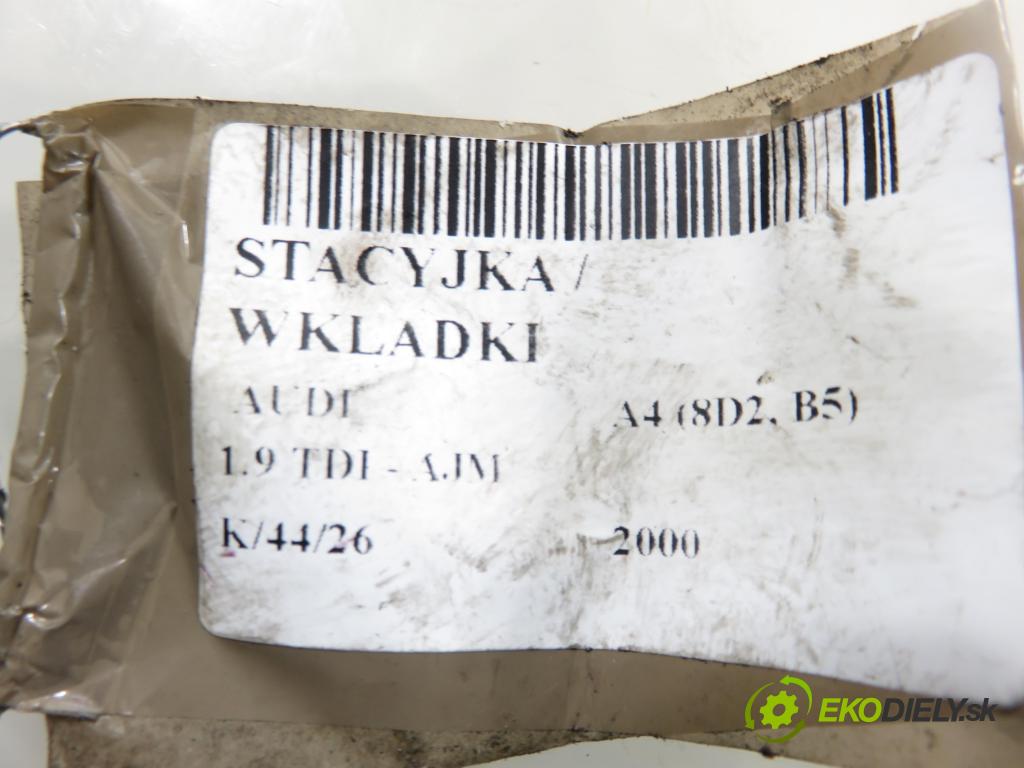 STACYJKA /
WKLADKI
AUDI A4 (8D2, B5)
1.9 TDI - AJM
K/44/26 2000
EKODIELY.sk